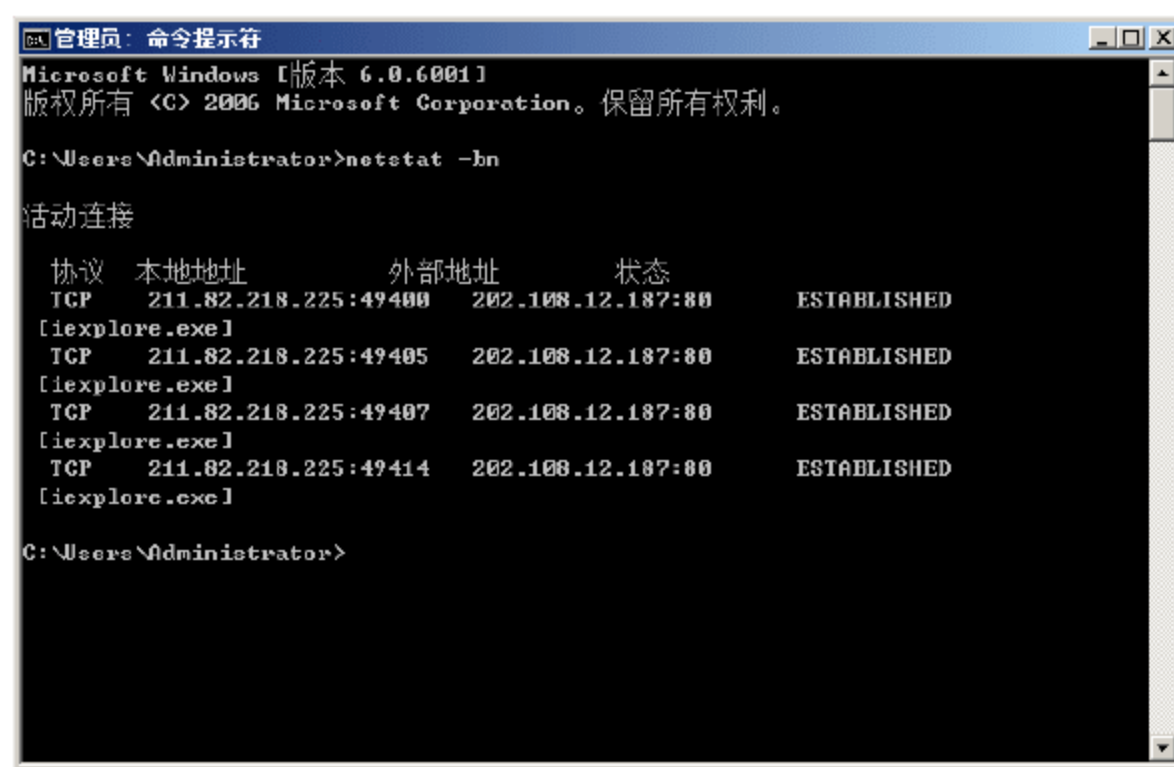 管理员: 命令提示符
Microsoft Windows [版本 6.0.6001]
版权所有 <C> 2006 Microsoft Corporation。保留所有权利。
C:\Users\Administrator>netstat -bn
活动连接
协议 本地地址 外部地址 状态
TCP 211.82.218.225:49400 202.108.12.187:80 ESTABLISHED
[iexplore.exe]
TCP 211.82.218.225:49405 202.108.12.187:80 ESTABLISHED
[iexplore.exe]
TCP 211.82.218.225:49407 202.108.12.187:80 ESTABLISHED
[iexplore.exe]
TCP 211.82.218.225:49414 202.108.12.187:80 ESTABLISHED
[iexplore.exe]
C:\Users\Administrator>